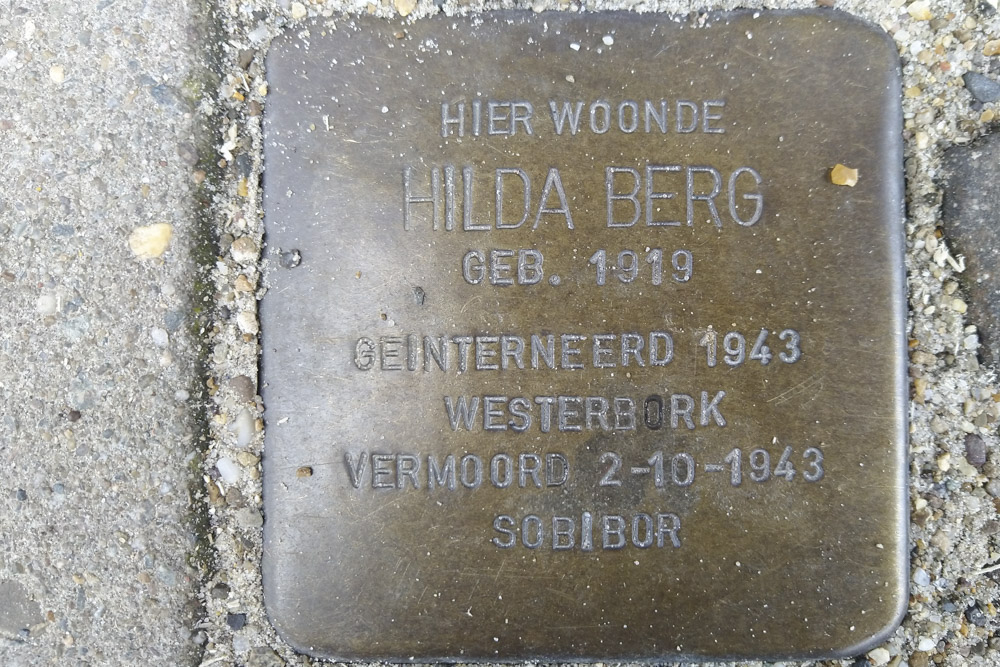 HIER WOONDE
HILDA BERG
GEB. 1919
GEINTERNEERD 1943
WESTERBORK
VERMOORD 2-10-1943
SOBIBOR